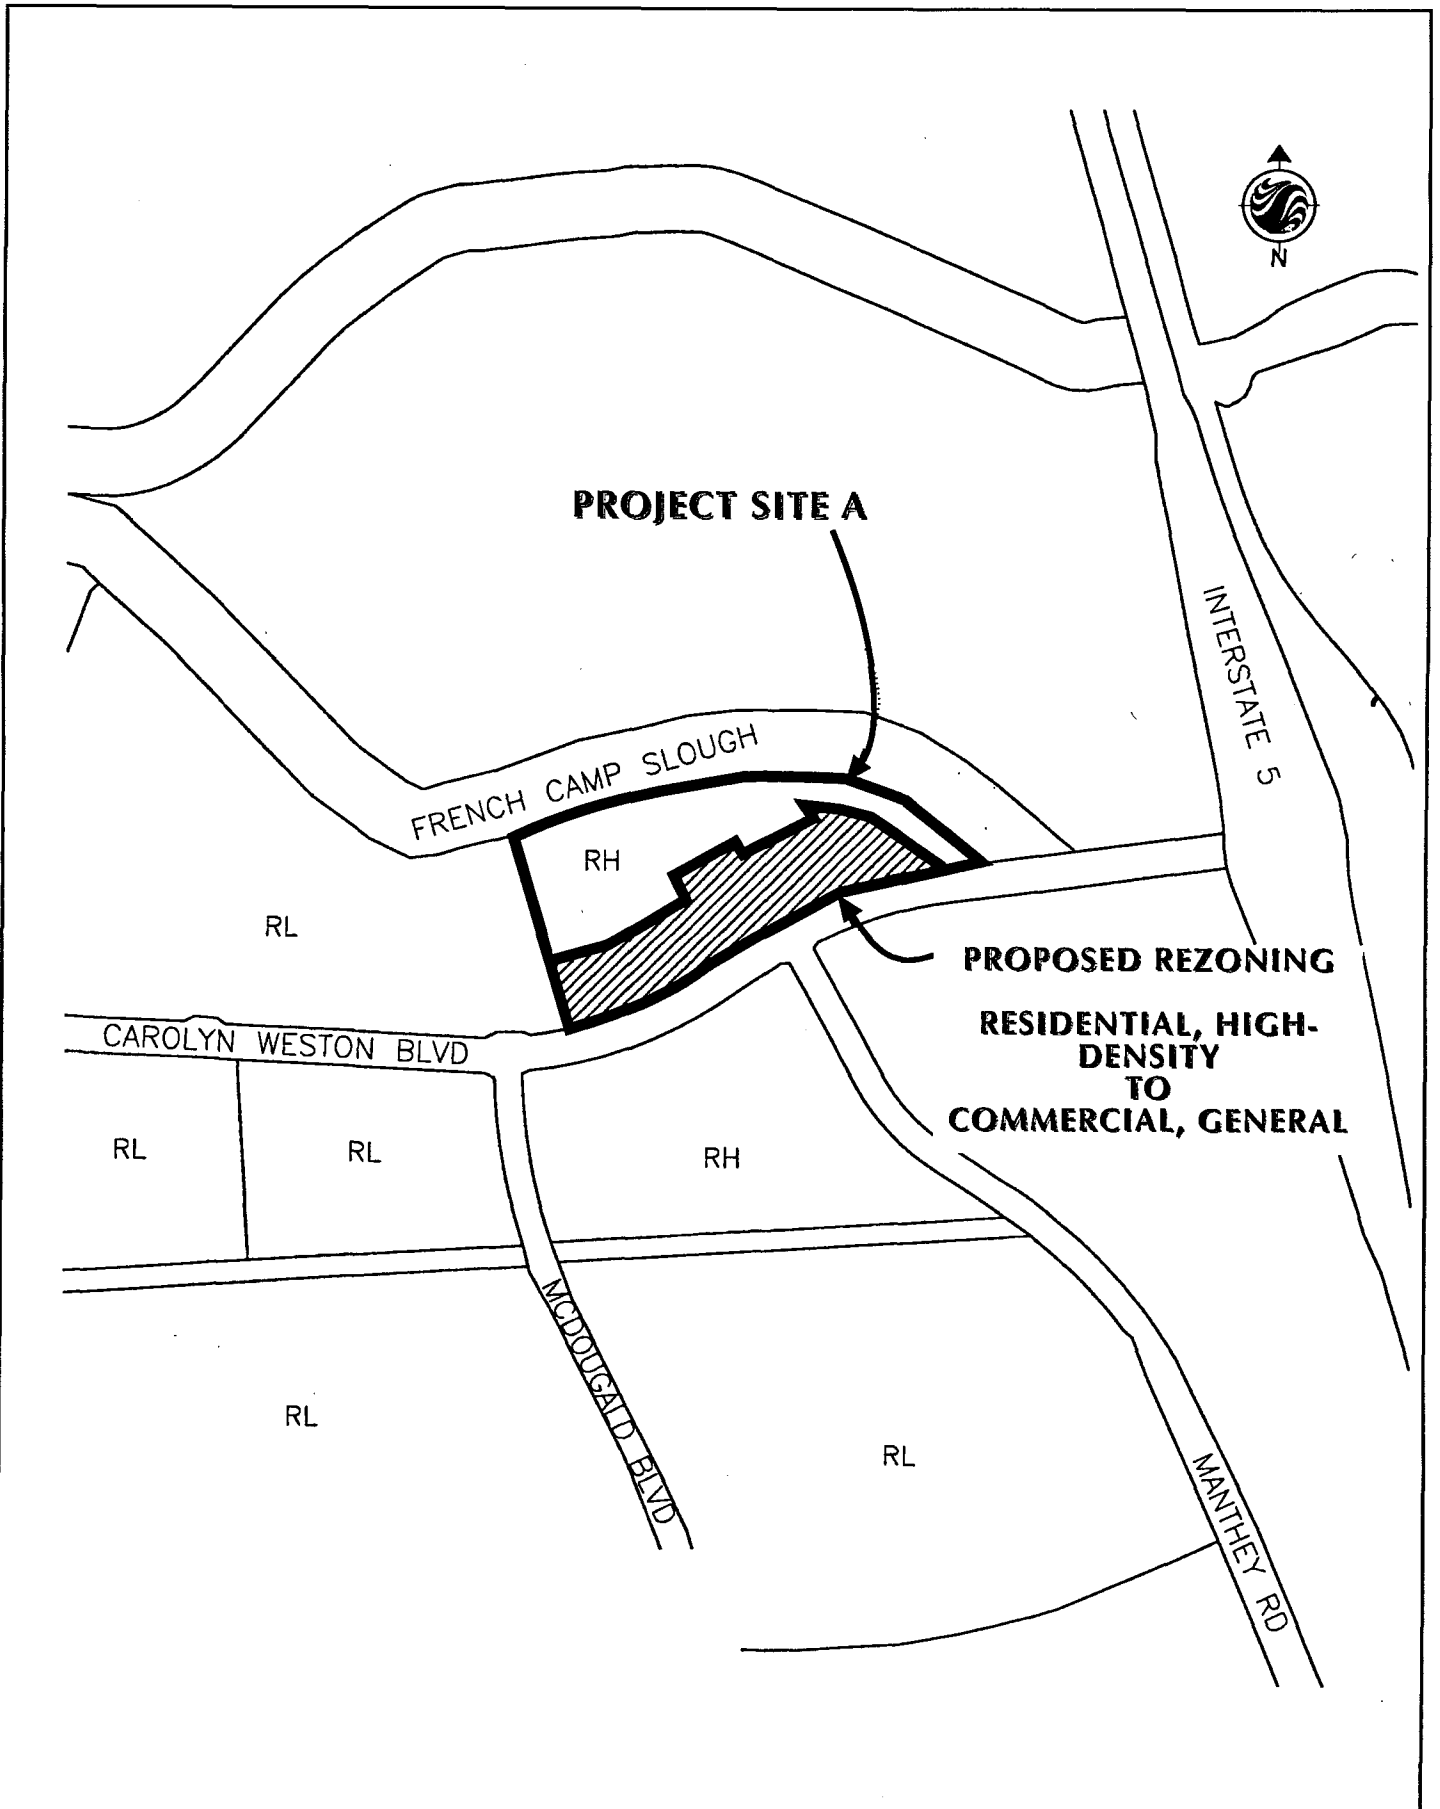 N
PROJECT SITE A
INTERSTATE 5
FRENCH CAMP SLOUGH
RH
RL
PROPOSED REZONING
RESIDENTIAL, HIGH-
DENSITY
TO
COMMERCIAL, GENERAL
CAROLYN WESTON BLVD
RL
RL
RH
MCDOUGALD BLVD
RL
RL
MANTHEY RD